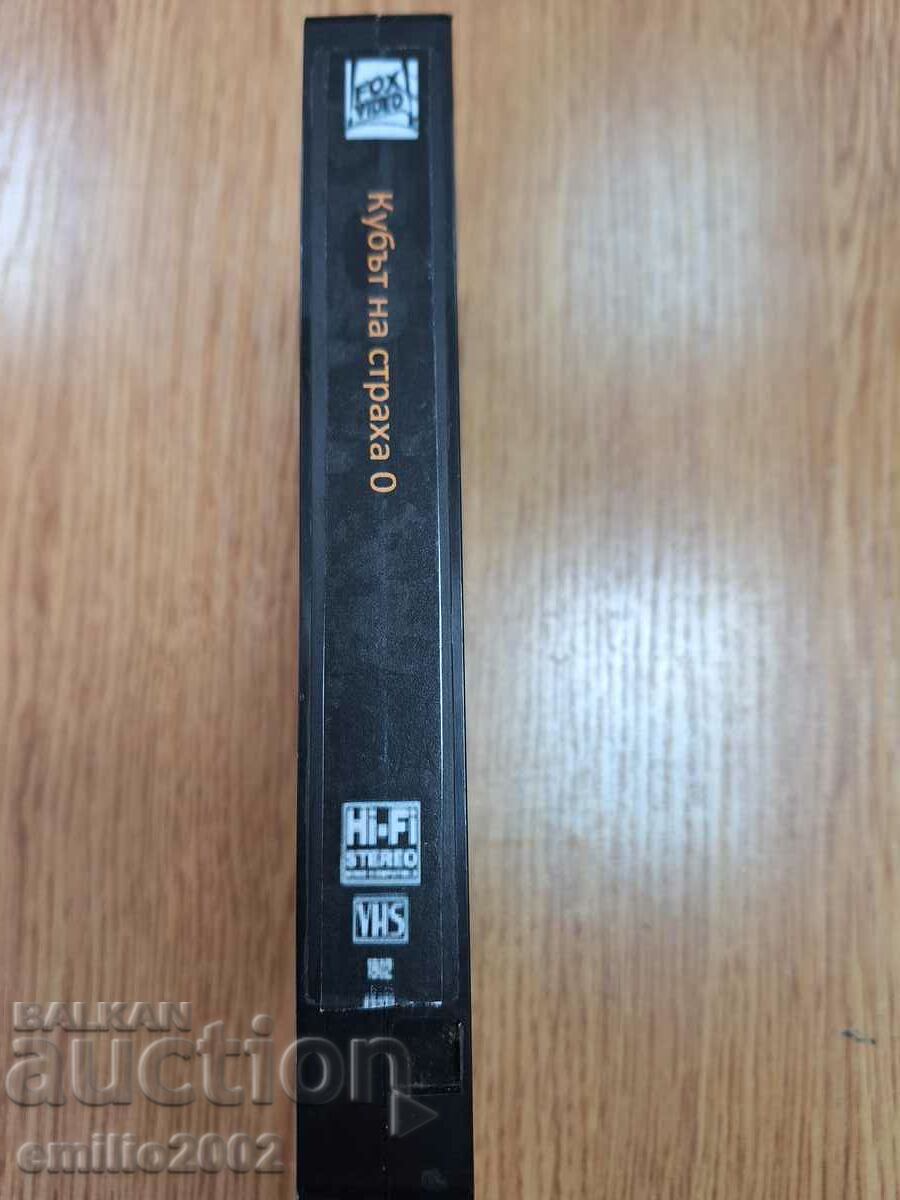 FOX
VIDEO
Кубът на страха 0
Hi-Fi
STEREO
VHS
BALKAN
auction
emilio2002